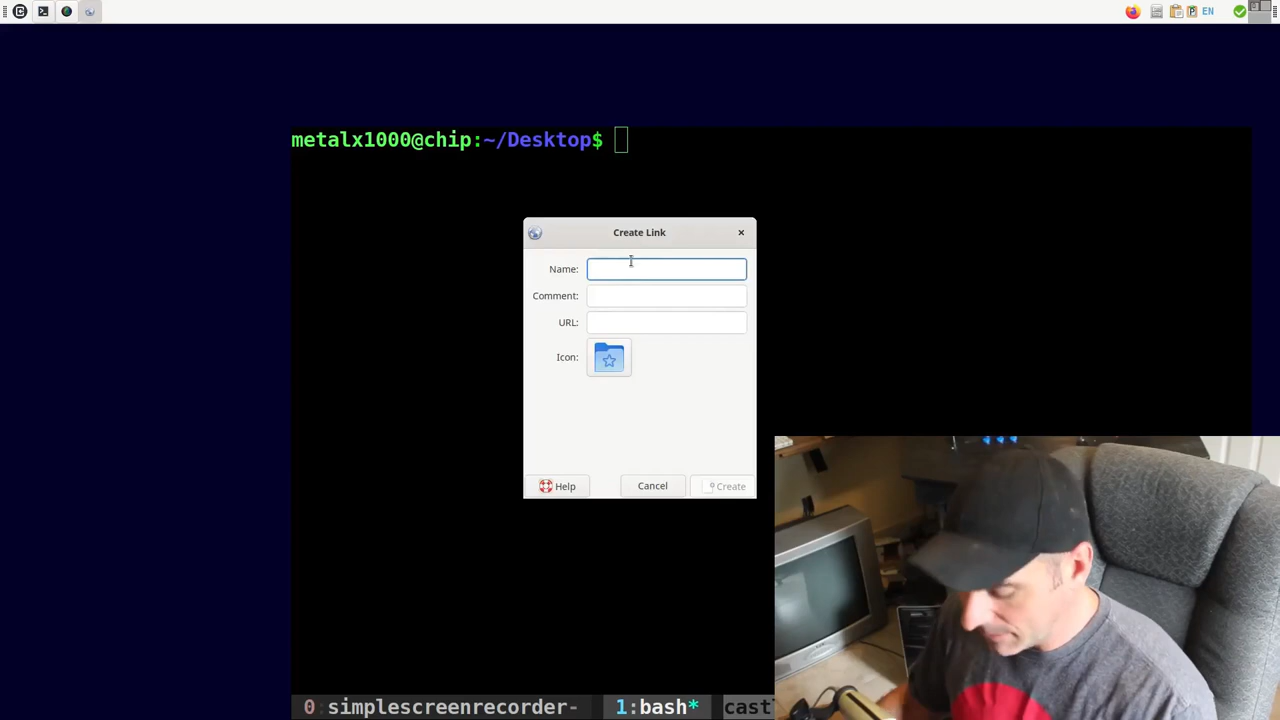 EN
metalx1000@chip:~/Desktop$
Create Link
Name:
Comment:
URL:
Icon:
Help
Cancel
Create
0 simplescreenrecorder- 1:bash* cast